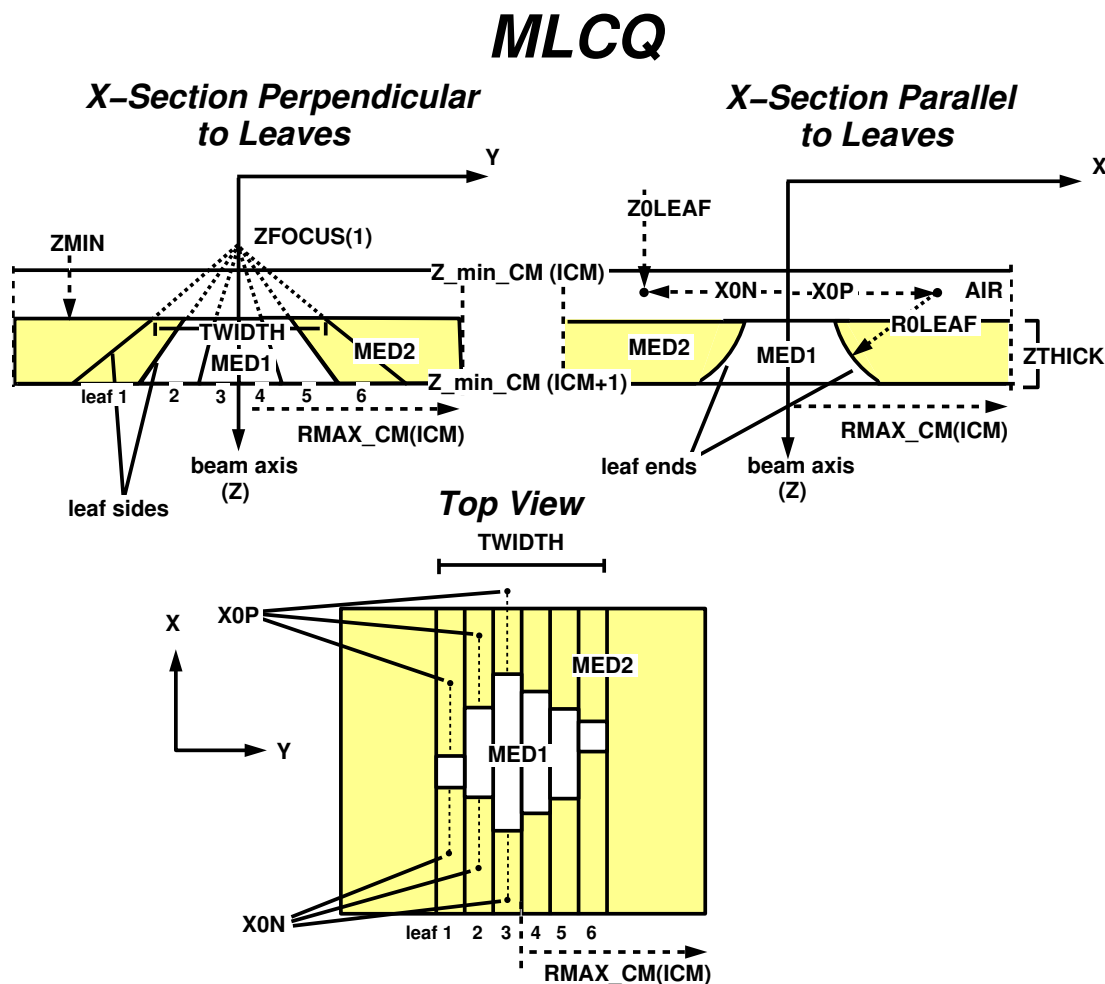 MLCQ
X–Section Perpendicular
to Leaves
Y
ZMIN
ZFOCUS(1)
TWIDTH
MED1
MED2
leaf 1
2
3
4
5
6
RMAX_CM(ICM)
beam axis
(Z)
leaf sides
Z_min_CM (ICM)
Z_min_CM (ICM+1)
X–Section Parallel
to Leaves
X
Z0LEAF
X0N
X0P
AIR
R0LEAF
MED2
MED1
ZTHICK
RMAX_CM(ICM)
leaf ends
beam axis
(Z)
Top View
TWIDTH
X0P
X
Y
MED2
MED1
X0N
leaf 1
2
3
4
5
6
RMAX_CM(ICM)